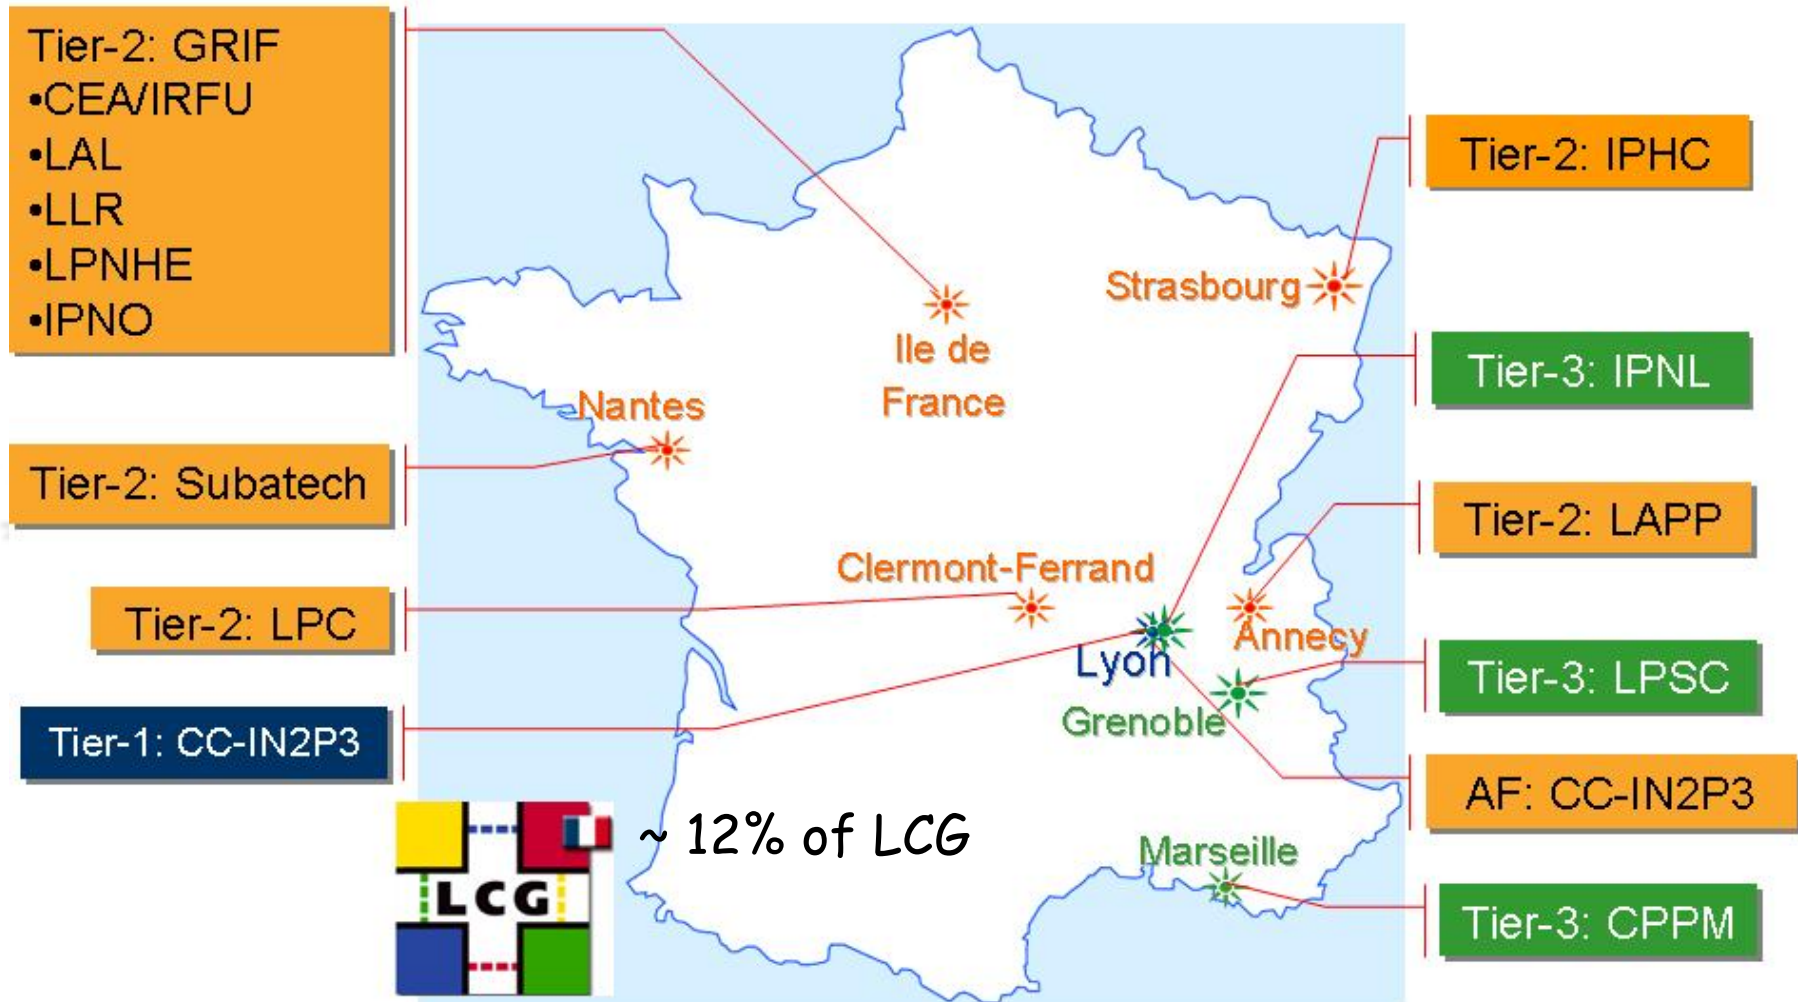 Tier-2: GRIF
•CEA/IRFU
•LAL
•LLR
•LPNHE
•IPNO
Tier-2: Subatech
Tier-2: LPC
Tier-1: CC-IN2P3
Strasbourg
Ile de
France
Nantes
Clermont-Ferrand
Lyon
Annecy
Grenoble
Marseille
LCG
~ 12% of LCG
Tier-2: IPHC
Tier-3: IPNL
Tier-2: LAPP
Tier-3: LPSC
AF: CC-IN2P3
Tier-3: CPPM